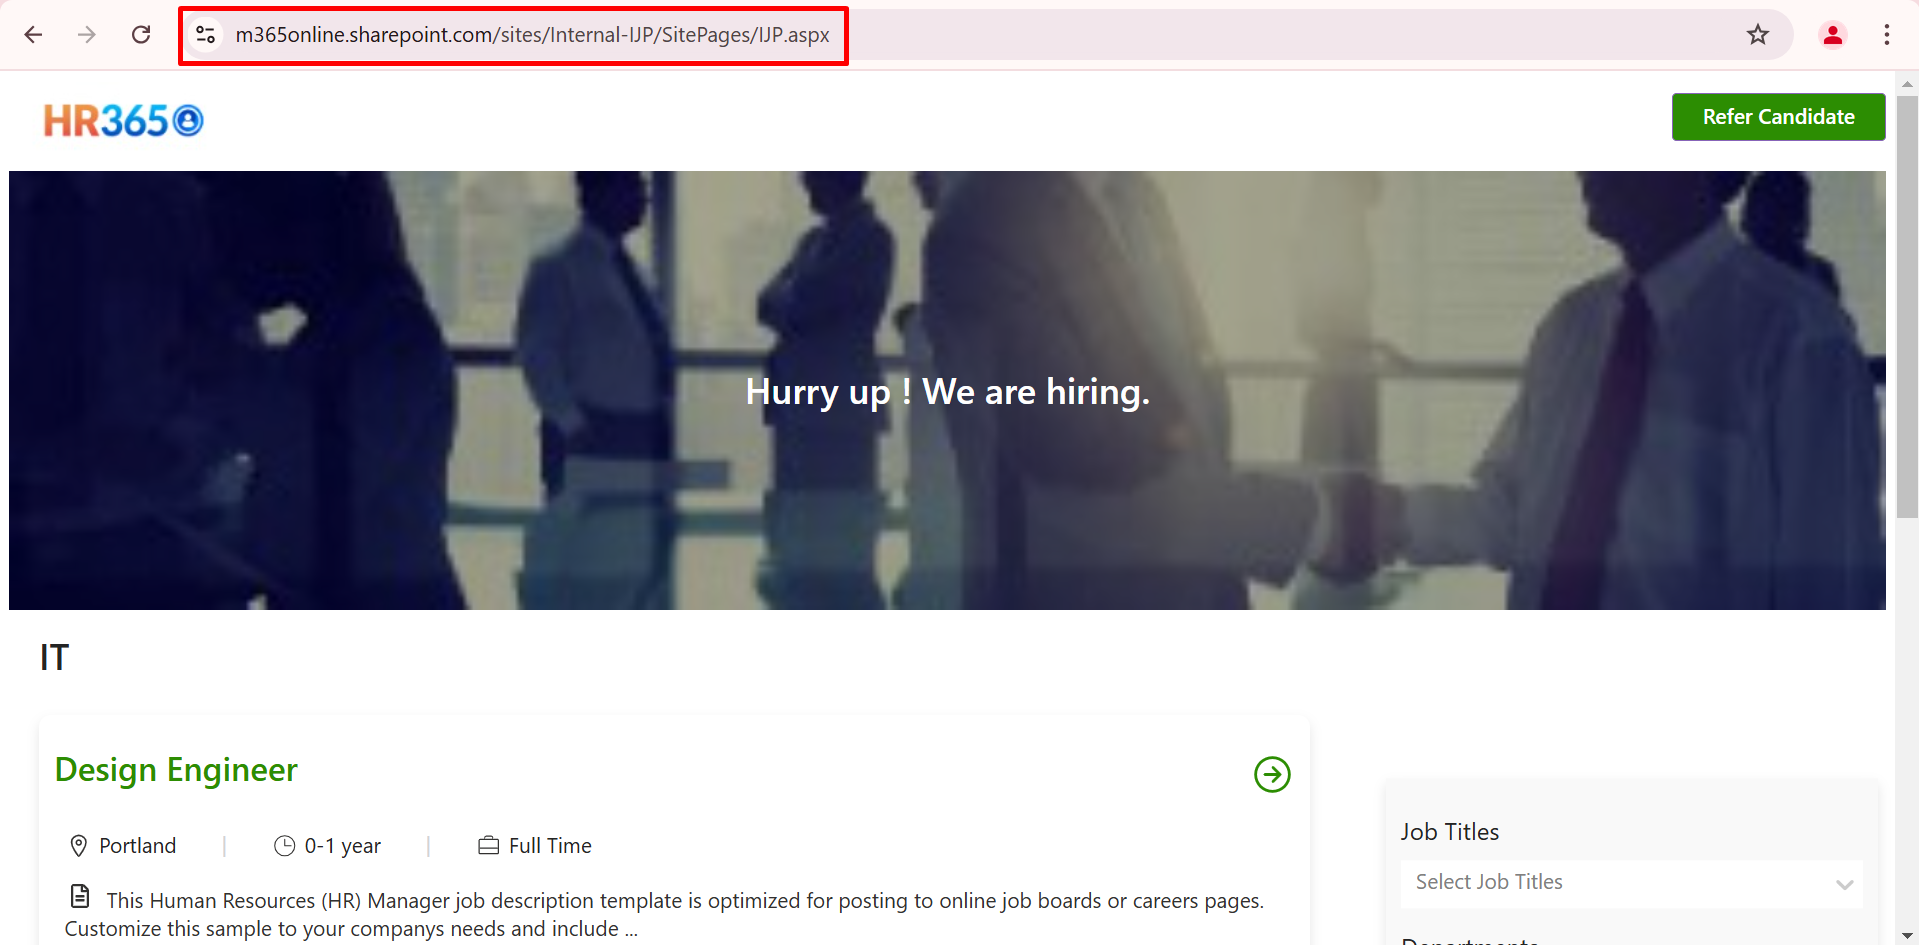 m365online.sharepoint.com/sites/Internal-IJP/SitePages/IJP.aspx
HR365
Refer Candidate
Hurry up ! We are hiring.
IT
Design Engineer
Portland | 0-1 year | Full Time
This Human Resources (HR) Manager job description template is optimized for posting to online job boards or careers pages.
Customize this sample to your companys needs and include ...
Job Titles
Select Job Titles
Departments